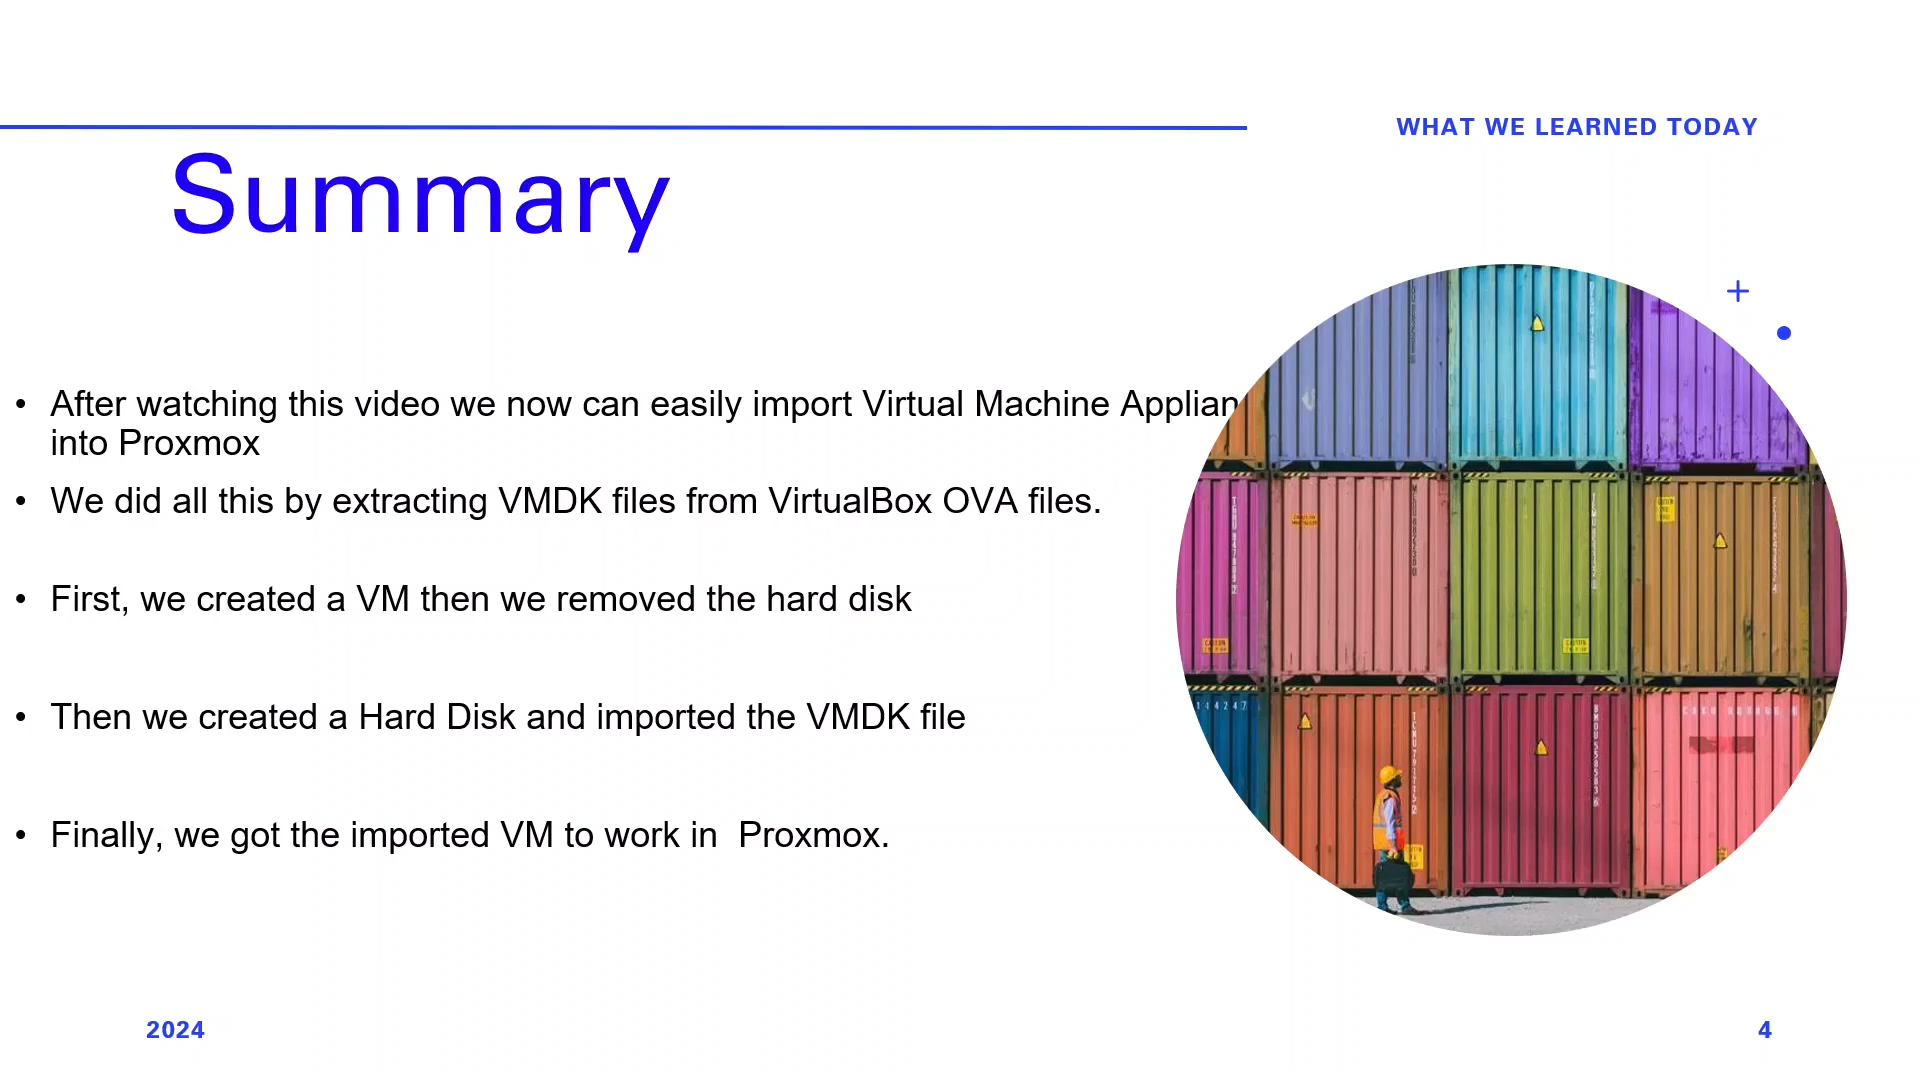 WHAT WE LEARNED TODAY
Summary
• After watching this video we now can easily import Virtual Machine
into Proxmox
• We did all this by extracting VMDK files from VirtualBox OVA files.
• First, we created a VM then we removed the hard disk
• Then we created a Hard Disk and imported the VMDK file
• Finally, we got the imported VM to work in  Proxmox.
2024
4